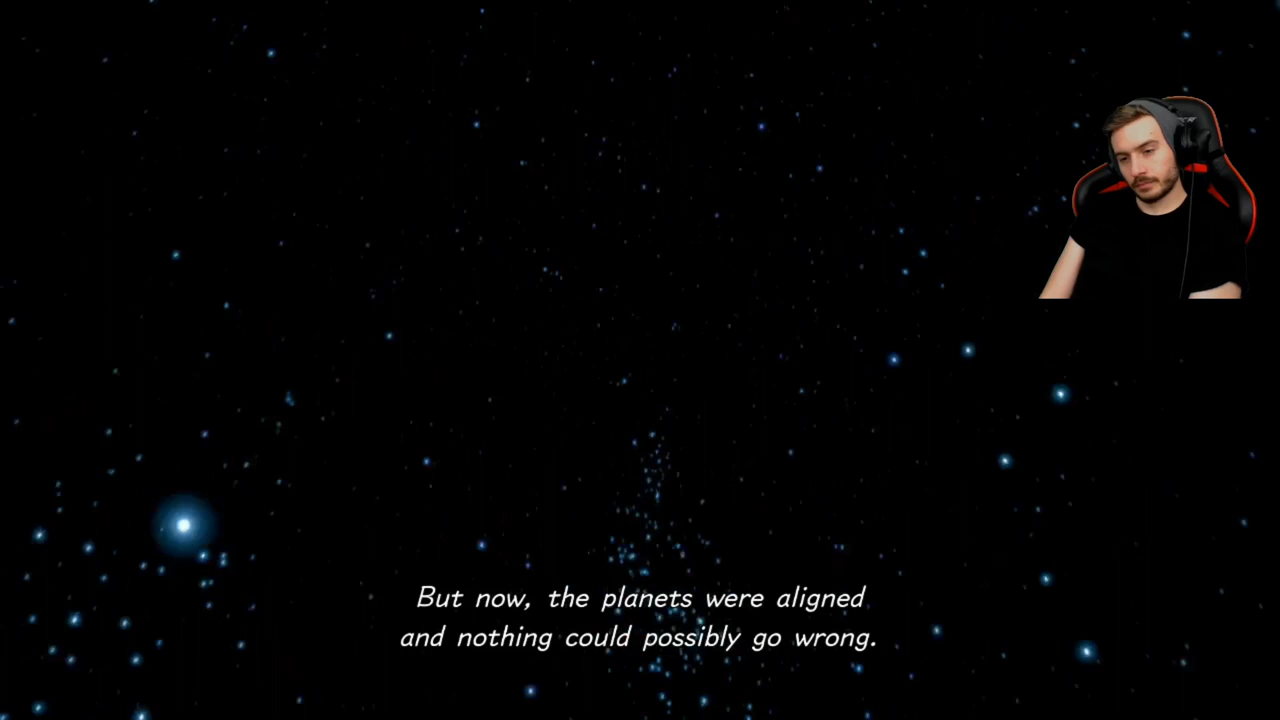 But now, the planets were aligned
and nothing could possibly go wrong.